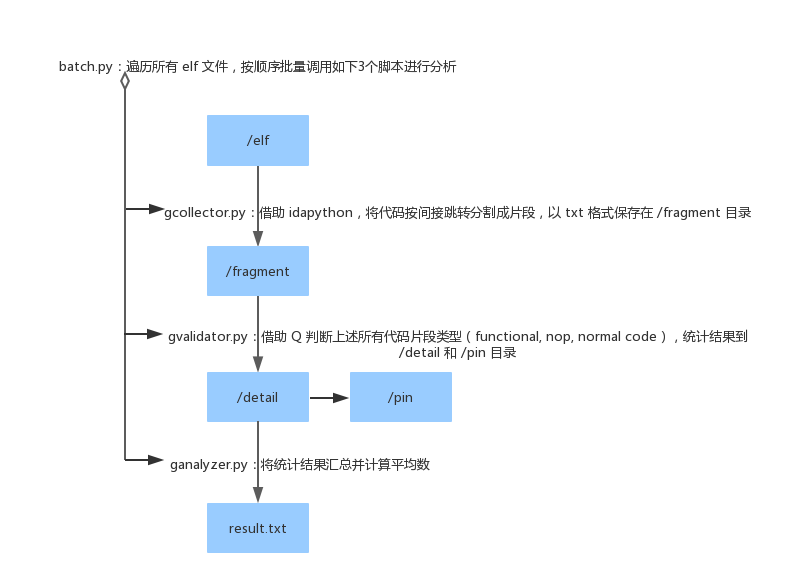 batch.py：遍历所有 elf 文件，按顺序批量调用如下3个脚本进行分析
/elf
gcollector.py：借助 idapython，将代码按间接跳转分割成片段，以 txt 格式保存在 /fragment 目录
/fragment
gvalidator.py：借助 Q 判断上述所有代码片段类型（ functional, nop, normal code ），统计结果到
/detail 和 /pin 目录
/detail
/pin
ganalyzer.py：将统计结果汇总并计算平均数
result.txt